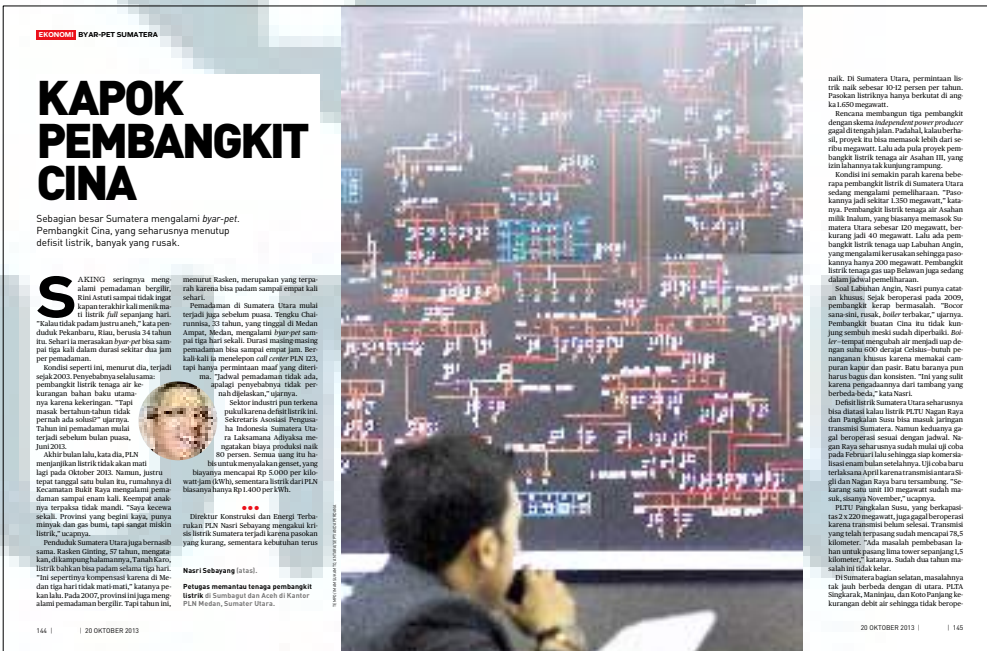 EKONOMI BYAR-PET SUMATERA
KAPOK
PEMBANGKIT
CINA
Sebagian besar Sumatera mengalami byar-pet.
Pembangkit Cina, yang seharusnya menutup
defisit listrik, banyak yang rusak.
SAKING seringnya meng-
alami pemadaman bergilir,
Rini Astuti sampai tidak ingat
kapan terakhir kali menikma-
ti listrik full sepanjang hari.
"Kalau tidak padam justru aneh," kata pen-
duduk Pekanbaru, Riau, berusia 34 tahun
itu. Sehari ia merasakan byar-pet bisa sam-
pai tiga kali dalam durasi sekitar dua jam
per pemadaman.
Kondisi seperti ini, menurut dia, terjadi
sejak 2003. Penyebabnya selalu sama:
pembangkit listrik tenaga air ke-
kurangan bahan baku utama-
nya karena kekeringan. "Tapi
masak bertahun-tahun tidak
pernah ada solusi?" ujarnya.
Tahun ini pemadaman mulai
terjadi sebelum bulan puasa,
Juni 2013.
Akhir bulan lalu, kata dia, PLN
menjanjikan listrik tidak akan mati
lagi pada Oktober 2013. Namun, justru
tepat tanggal satu bulan itu, rumahnya di
Kecamatan Bukit Raya mengalami pema-
daman sampai enam kali. Keempat anak-
nya terpaksa tidak mandi. "Saya kecewa
sekali. Provinsi yang begini kaya, punya
minyak dan gas bumi, tapi sangat miskin
listrik," ucapnya.
Penduduk Sumatera Utara juga bernasib
sama. Rasken Ginting, 57 tahun, mengata-
kan, di kampung halamannya, Tanah Karo,
listrik bahkan bisa padam selama tiga hari.
"Ini sepertinya kompensasi karena di Me-
dan tiga hari tidak mati-mati," katanya pe-
kan lalu. Pada 2007, provinsi ini juga meng-
alami pemadaman bergilir. Tapi tahun ini,
menurut Rasken, merupakan yang terpa-
rah karena bisa padam sampai empat kali
sehari.
Pemadaman di Sumatera Utara mulai
terjadi juga sebelum puasa. Tengku Chai-
runnisa, 33 tahun, yang tinggal di Medan
Ampat, Medan, mengalami byar-pet sam-
pai tiga hari sekali. Durasi masing-masing
pemadaman bisa sampai empat jam. Ber-
kali-kali ia menelepon call center PLN 123,
tapi hanya permintaan maaf yang diteri-
ma. "Jadwal pemadaman tidak ada,
apalagi penyebabnya tidak per-
nah dijelaskan," ujarnya.
Sektor industri pun terkena
pukul karena defisit listrik ini.
Sekretaris Asosiasi Pengusa-
ha Indonesia Sumatera Uta-
ra Laksamana Adiyaksa me-
ngatakan biaya produksi naik
80 persen. Semua uang itu ha-
bis untuk menyalakan genset, yang
biayanya mencapai Rp 5.000 per kilo-
watt-jam (kWh), sementara listrik dari PLN
biasanya hanya Rp 1.400 per kWh.
•••
Direktur Konstruksi dan Energi Terba-
rukan PLN Nasri Sebayang mengakui kri-
sis listrik Sumatera terjadi karena pasokan
yang kurang, sementara kebutuhan terus
Nasri Sebayang (atas).
Petugas memantau tenaga pembangkit
listrik di Sumbagut dan Aceh di Kantor
PLN Medan, Sumater Utara.
144 | | 20 OKTOBER 2013
naik. Di Sumatera Utara, permintaan lis-
trik naik sebesar 10-12 persen per tahun.
Pasokan listriknya hanya berkutat di ang-
ka 1.650 megawatt.
Rencana membangun tiga pembangkit
dengan skema independent power producer
gagal di tengah jalan. Padahal, kalau berha-
sil, proyek itu bisa memasok lebih dari se-
ribu megawatt. Lalu ada pula proyek pem-
bangkit listrik tenaga air Asahan III, yang
izin lahannya tak kunjung rampung.
Kondisi ini semakin parah karena bebe-
rapa pembangkit listrik di Sumatera Utara
sedang mengalami pemeliharaan. "Paso-
kannya jadi sekitar 1.350 megawatt," kata-
nya. Pembangkit listrik tenaga air Asahan
milik Inalum, yang biasanya memasok Su-
matera Utara sebesar 120 megawatt, ber-
kurang jadi 40 megawatt. Lalu ada pem-
bangkit listrik tenaga uap Labuhan Angin,
yang mengalami kerusakan sehingga paso-
kannya hanya 200 megawatt. Pembangkit
listrik tenaga gas uap Belawan juga sedang
dalam jadwal pemeliharaan.
Soal Labuhan Angin, Nasri punya catat-
an khusus. Sejak beroperasi pada 2009,
pembangkit kerap bermasalah. "Bocor
sana-sini, rusak, boiler terbakar," ujarnya.
Pembangkit buatan Cina itu tidak kun-
jung sembuh meski sudah diperbaiki. Boi-
ler—tempat mengubah air menjadi uap de-
ngan suhu 600 derajat Celsius—butuh pe-
nanganan khusus karena memakai cam-
puran kapur dan pasir. Batu baranya pun
harus bagus dan konsisten. "Ini yang sulit
karena pengadaannya dari tambang yang
berbeda-beda," kata Nasri.
Defisit listrik Sumatera Utara seharusnya
bisa diatasi kalau listrik PLTU Nagan Raya
dan Pangkalan Susu bisa masuk jaringan
transmisi Sumatera. Namun keduanya ga-
gal beroperasi sesuai dengan jadwal. Na-
gan Raya seharusnya sudah mulai uji coba
pada Februari lalu sehingga siap komersia-
lisasi enam bulan setelahnya. Uji coba baru
terlaksana April karena transmisi antara Si-
gli dan Nagan Raya baru tersambung. "Se-
karang satu unit 110 megawatt sudah ma-
suk, sisanya November," ucapnya.
PLTU Pangkalan Susu, yang berkapasi-
tas 2 x 220 megawatt, juga gagal beroperasi
karena transmisi belum selesai. Transmisi
yang telah terpasang sudah mencapai 78,5
kilometer. "Ada masalah pembebasan la-
han untuk pasang lima tower sepanjang 1,5
kilometer," katanya. Sudah dua tahun ma-
salah ini tidak kelar.
Di Sumatera bagian selatan, masalahnya
tak jauh berbeda dengan di utara. PLTA
Singkarak, Maninjau, dan Koto Panjang ke-
kurangan debit air sehingga tidak berope-
20 OKTOBER 2013 | | 145